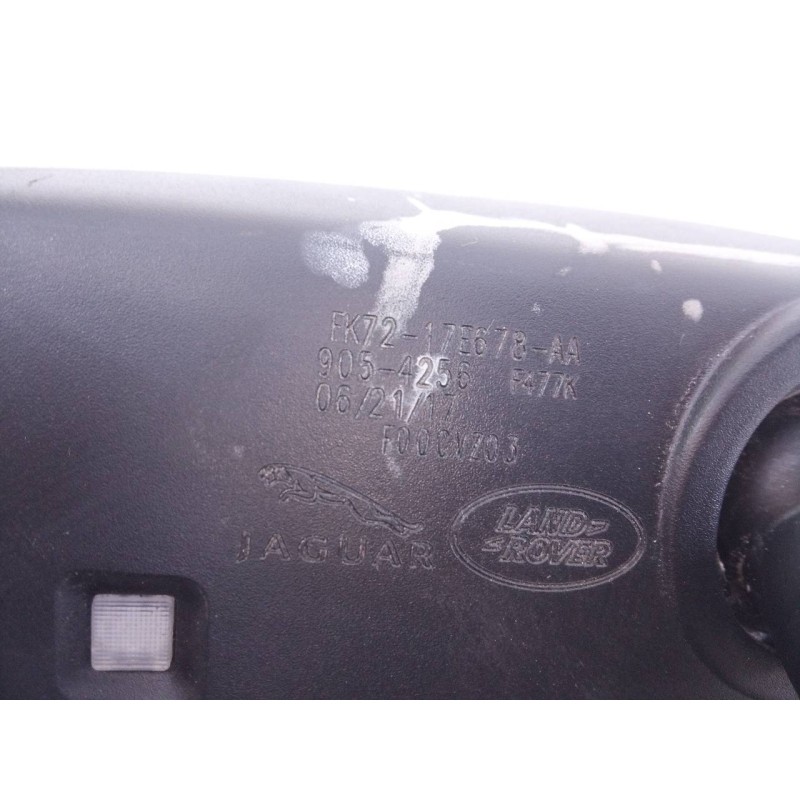 FK72-17E678-AA
905-4256 F477K
06/21/17
F00CVZ03
JAGUAR
LAND
ROVER